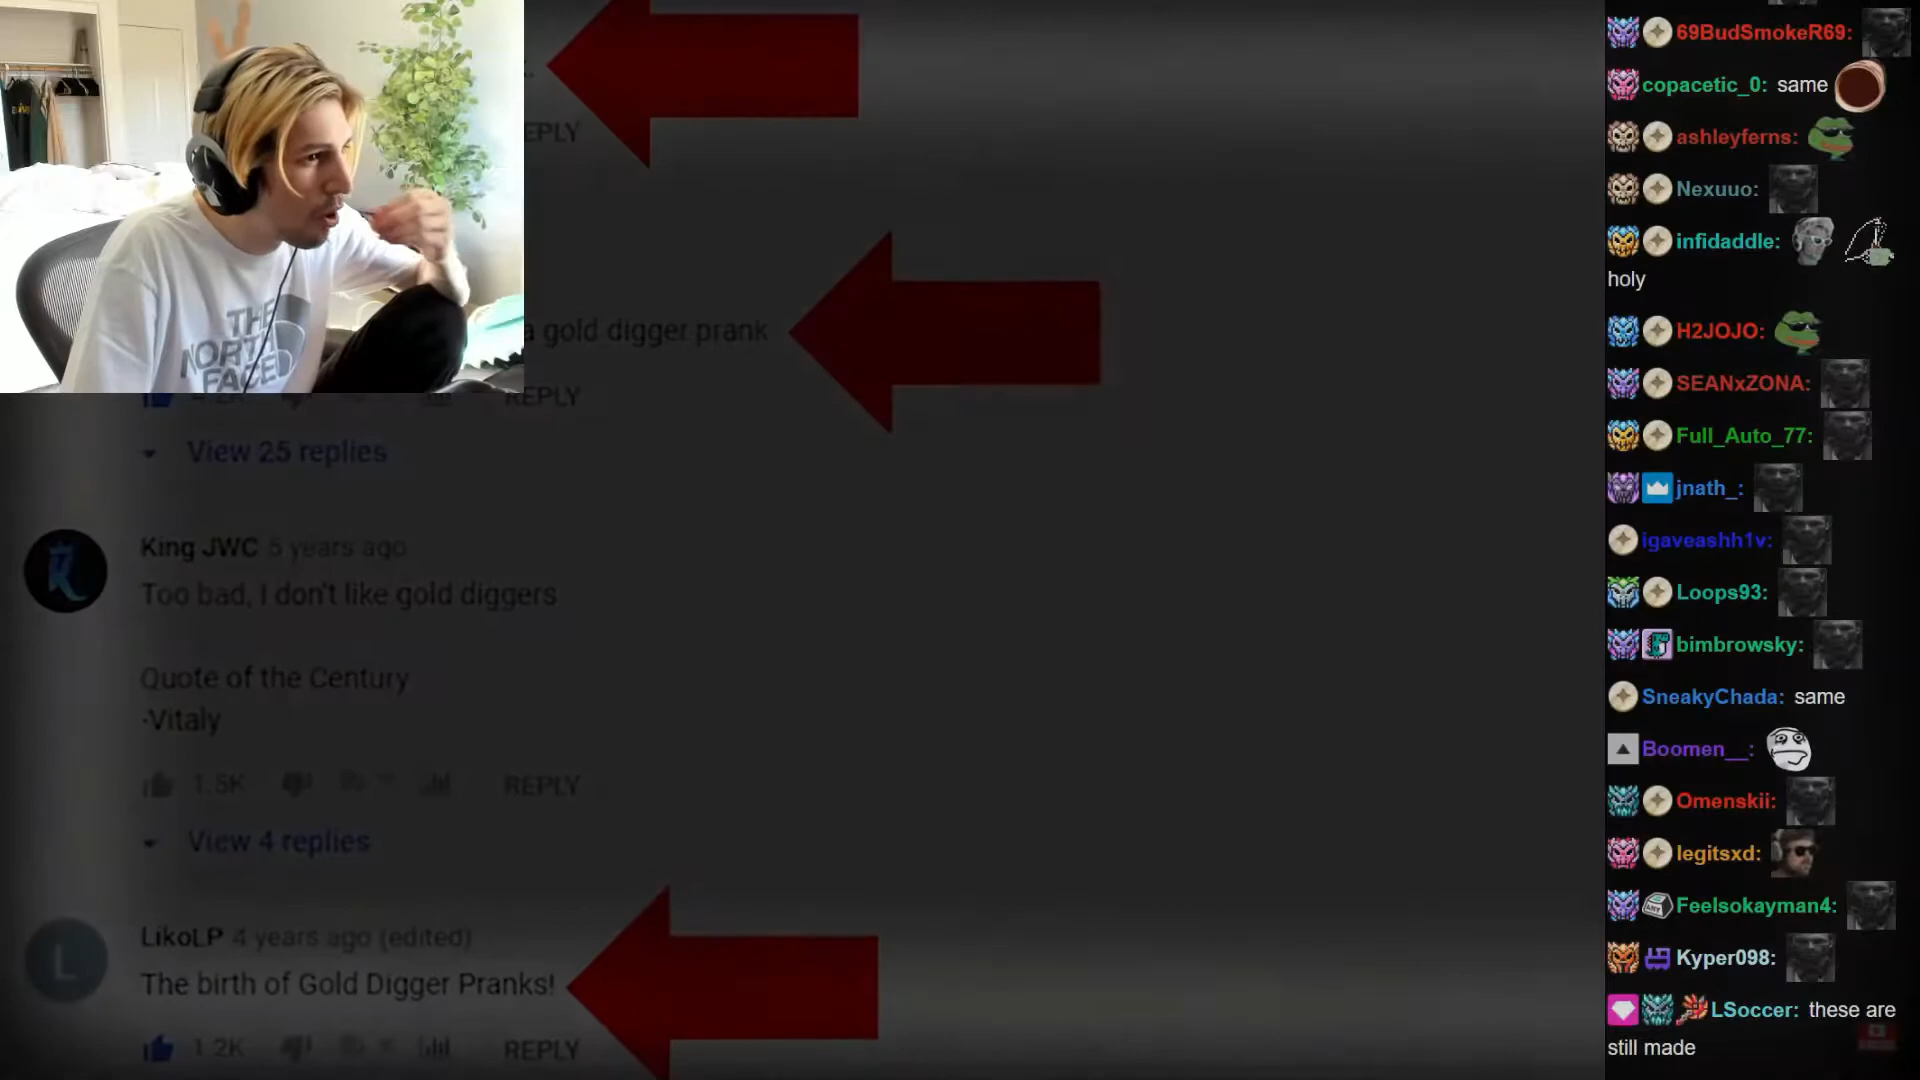 THE
NORTH
FACE
EPLY
a gold digger prank
REPLY
View 25 replies
King JWC 5 years ago
Too bad, I don't like gold diggers
Quote of the Century
-Vitaly
1.5K REPLY
View 4 replies
L
LikoLP 4 years ago (edited)
The birth of Gold Digger Pranks!
1.2K REPLY
69BudSmokeR69:
copacetic_0: same
ashleyferns:
Nexuuo:
infidaddle:
holy
H2JOJO:
SEANxZONA:
Full_Auto_77:
jnath_:
igaveashh1v:
Loops93:
bimbrowsky:
SneakyChada: same
Boomen__:
Omenskii:
legitsxd:
Feelsokayman4:
Kyper098:
LSoccer: these are
still made